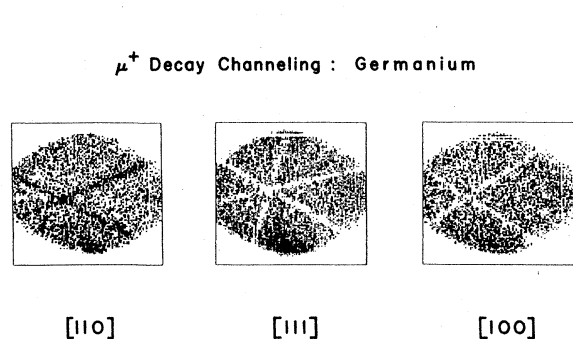 μ⁺ Decay Channeling : Germanium
[110] [111] [100]